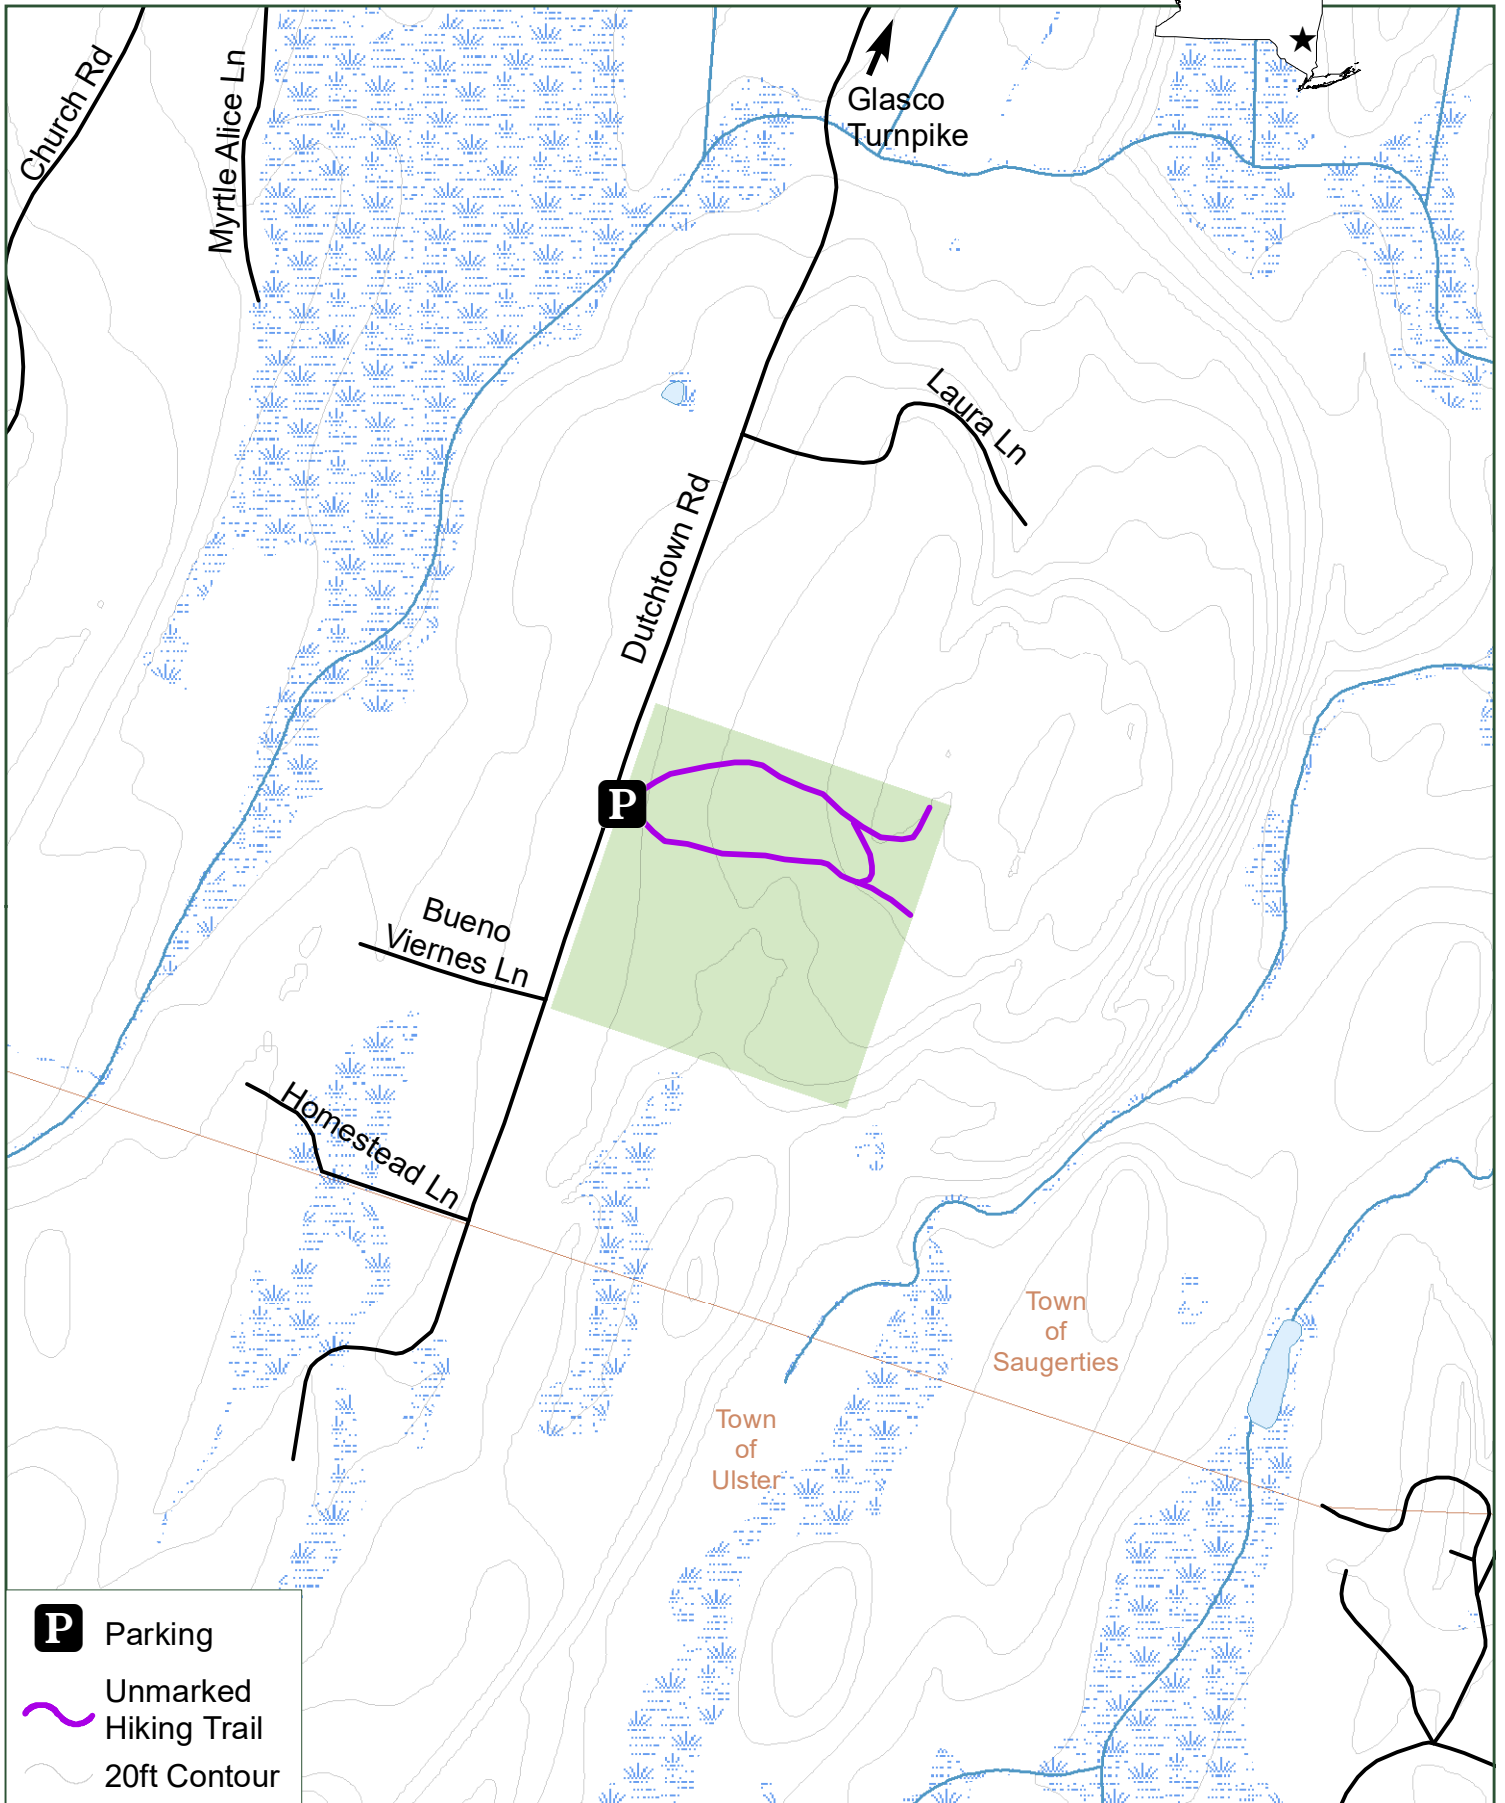 Church Rd
Myrtle Alice Ln
Glasco
Turnpike
Laura Ln
Dutchtown Rd
P
Bueno
Viernes Ln
Homestead Ln
Town
of
Saugerties
Town
of
Ulster
P Parking
Unmarked
Hiking Trail
20ft Contour